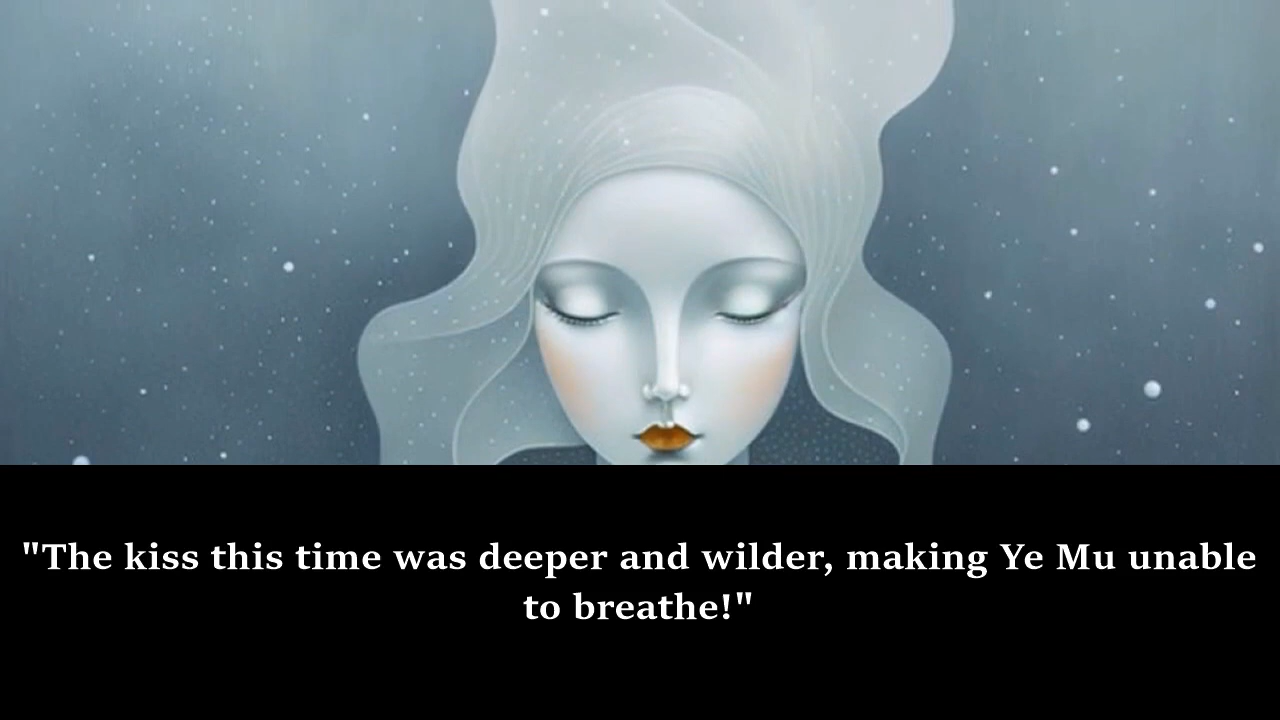 "The kiss this time was deeper and wilder, making Ye Mu unable
to breathe!"